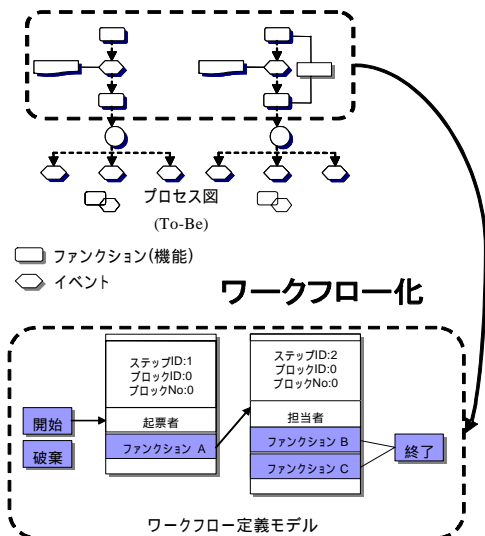 プロセス図
(To-Be)
ファンクション(機能)
イベント
ワークフロー化
ステップID:1
ブロックID:0
ブロックNo:0
起票者
ファンクション A
ステップID:2
ブロックID:0
ブロックNo:0
担当者
ファンクション B
ファンクション C
開始
破棄
終了
ワークフロー定義モデル